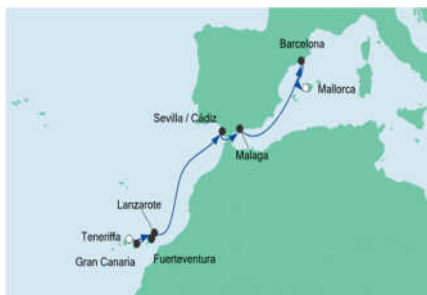 Barcelona
Mallorca
Sevilla / Cádiz
Malaga
Lanzarote
Teneriffa
Gran Canaria
Fuerteventura